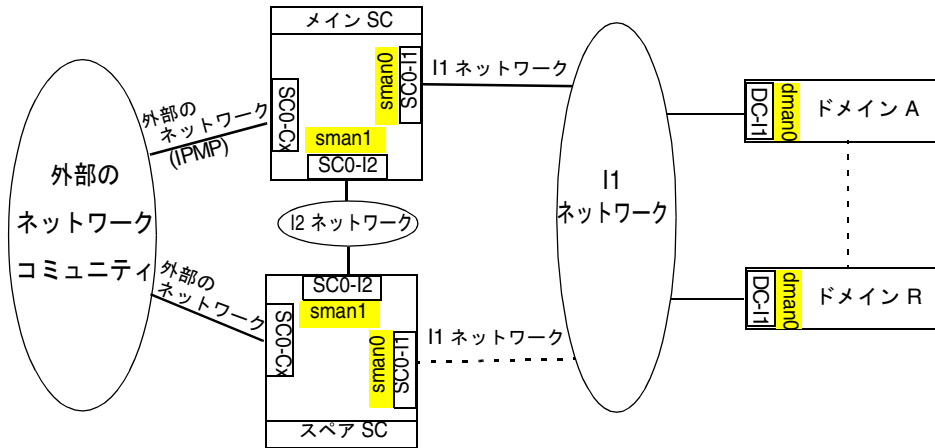 メイン SC
sman0
SC0-I1
I1 ネットワーク
外部の
ネットワーク
(IPMP)
SC0-Cx
sman1
SC0-I2
DC-I1
dman0
ドメイン A
外部の
ネットワーク
コミュニティ
I1
ネットワーク
I2 ネットワーク
外部の
ネットワーク
SC0-I2
sman1
SC0-Cx
sman0
SC0-I1
I1 ネットワーク
DC-I1
dman0
ドメイン R
スペア SC